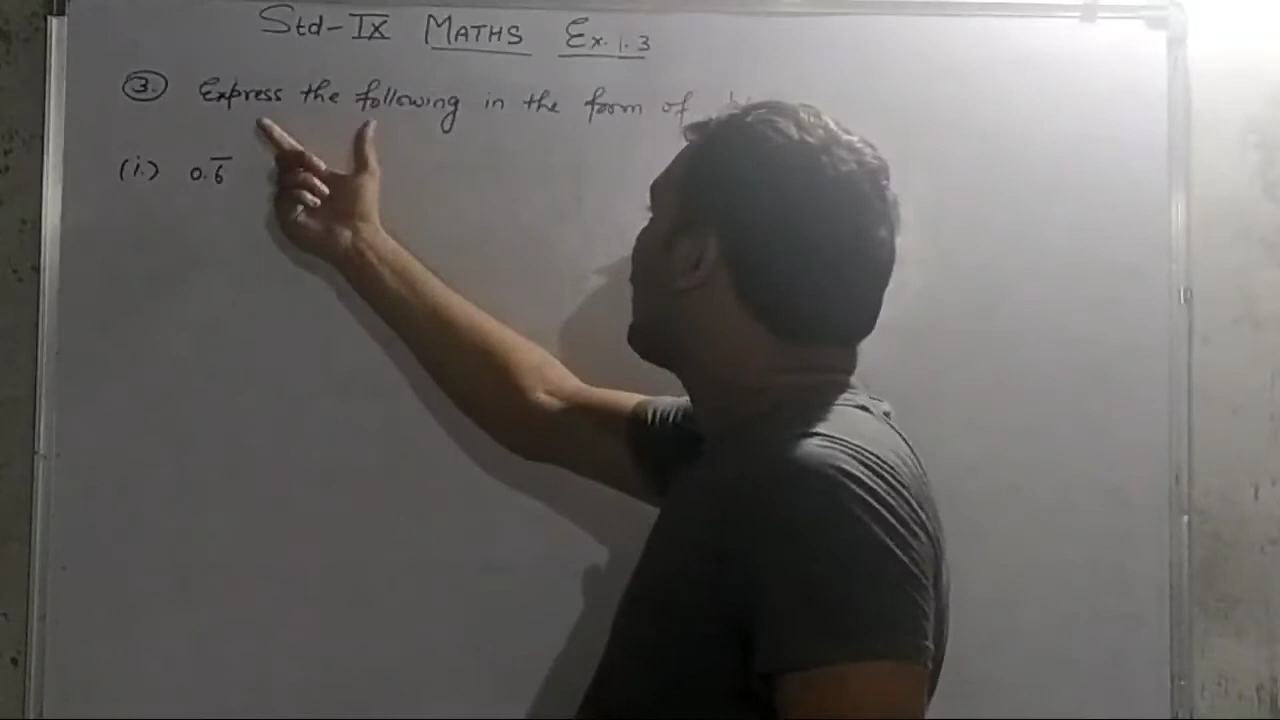 Std-IX MATHS Ex. 1.3
3. Express the following in the form of
(i.) 0.6̅